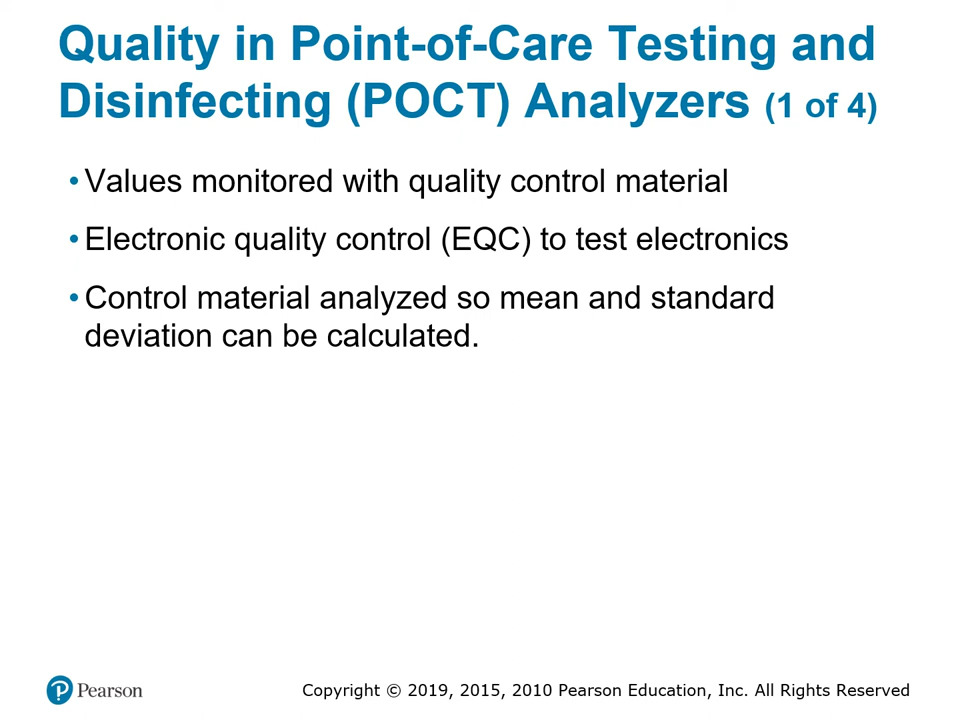 Quality in Point-of-Care Testing and
Disinfecting (POCT) Analyzers (1 of 4)
• Values monitored with quality control material
• Electronic quality control (EQC) to test electronics
• Control material analyzed so mean and standard
deviation can be calculated.
Pearson
Copyright © 2019, 2015, 2010 Pearson Education, Inc. All Rights Reserved